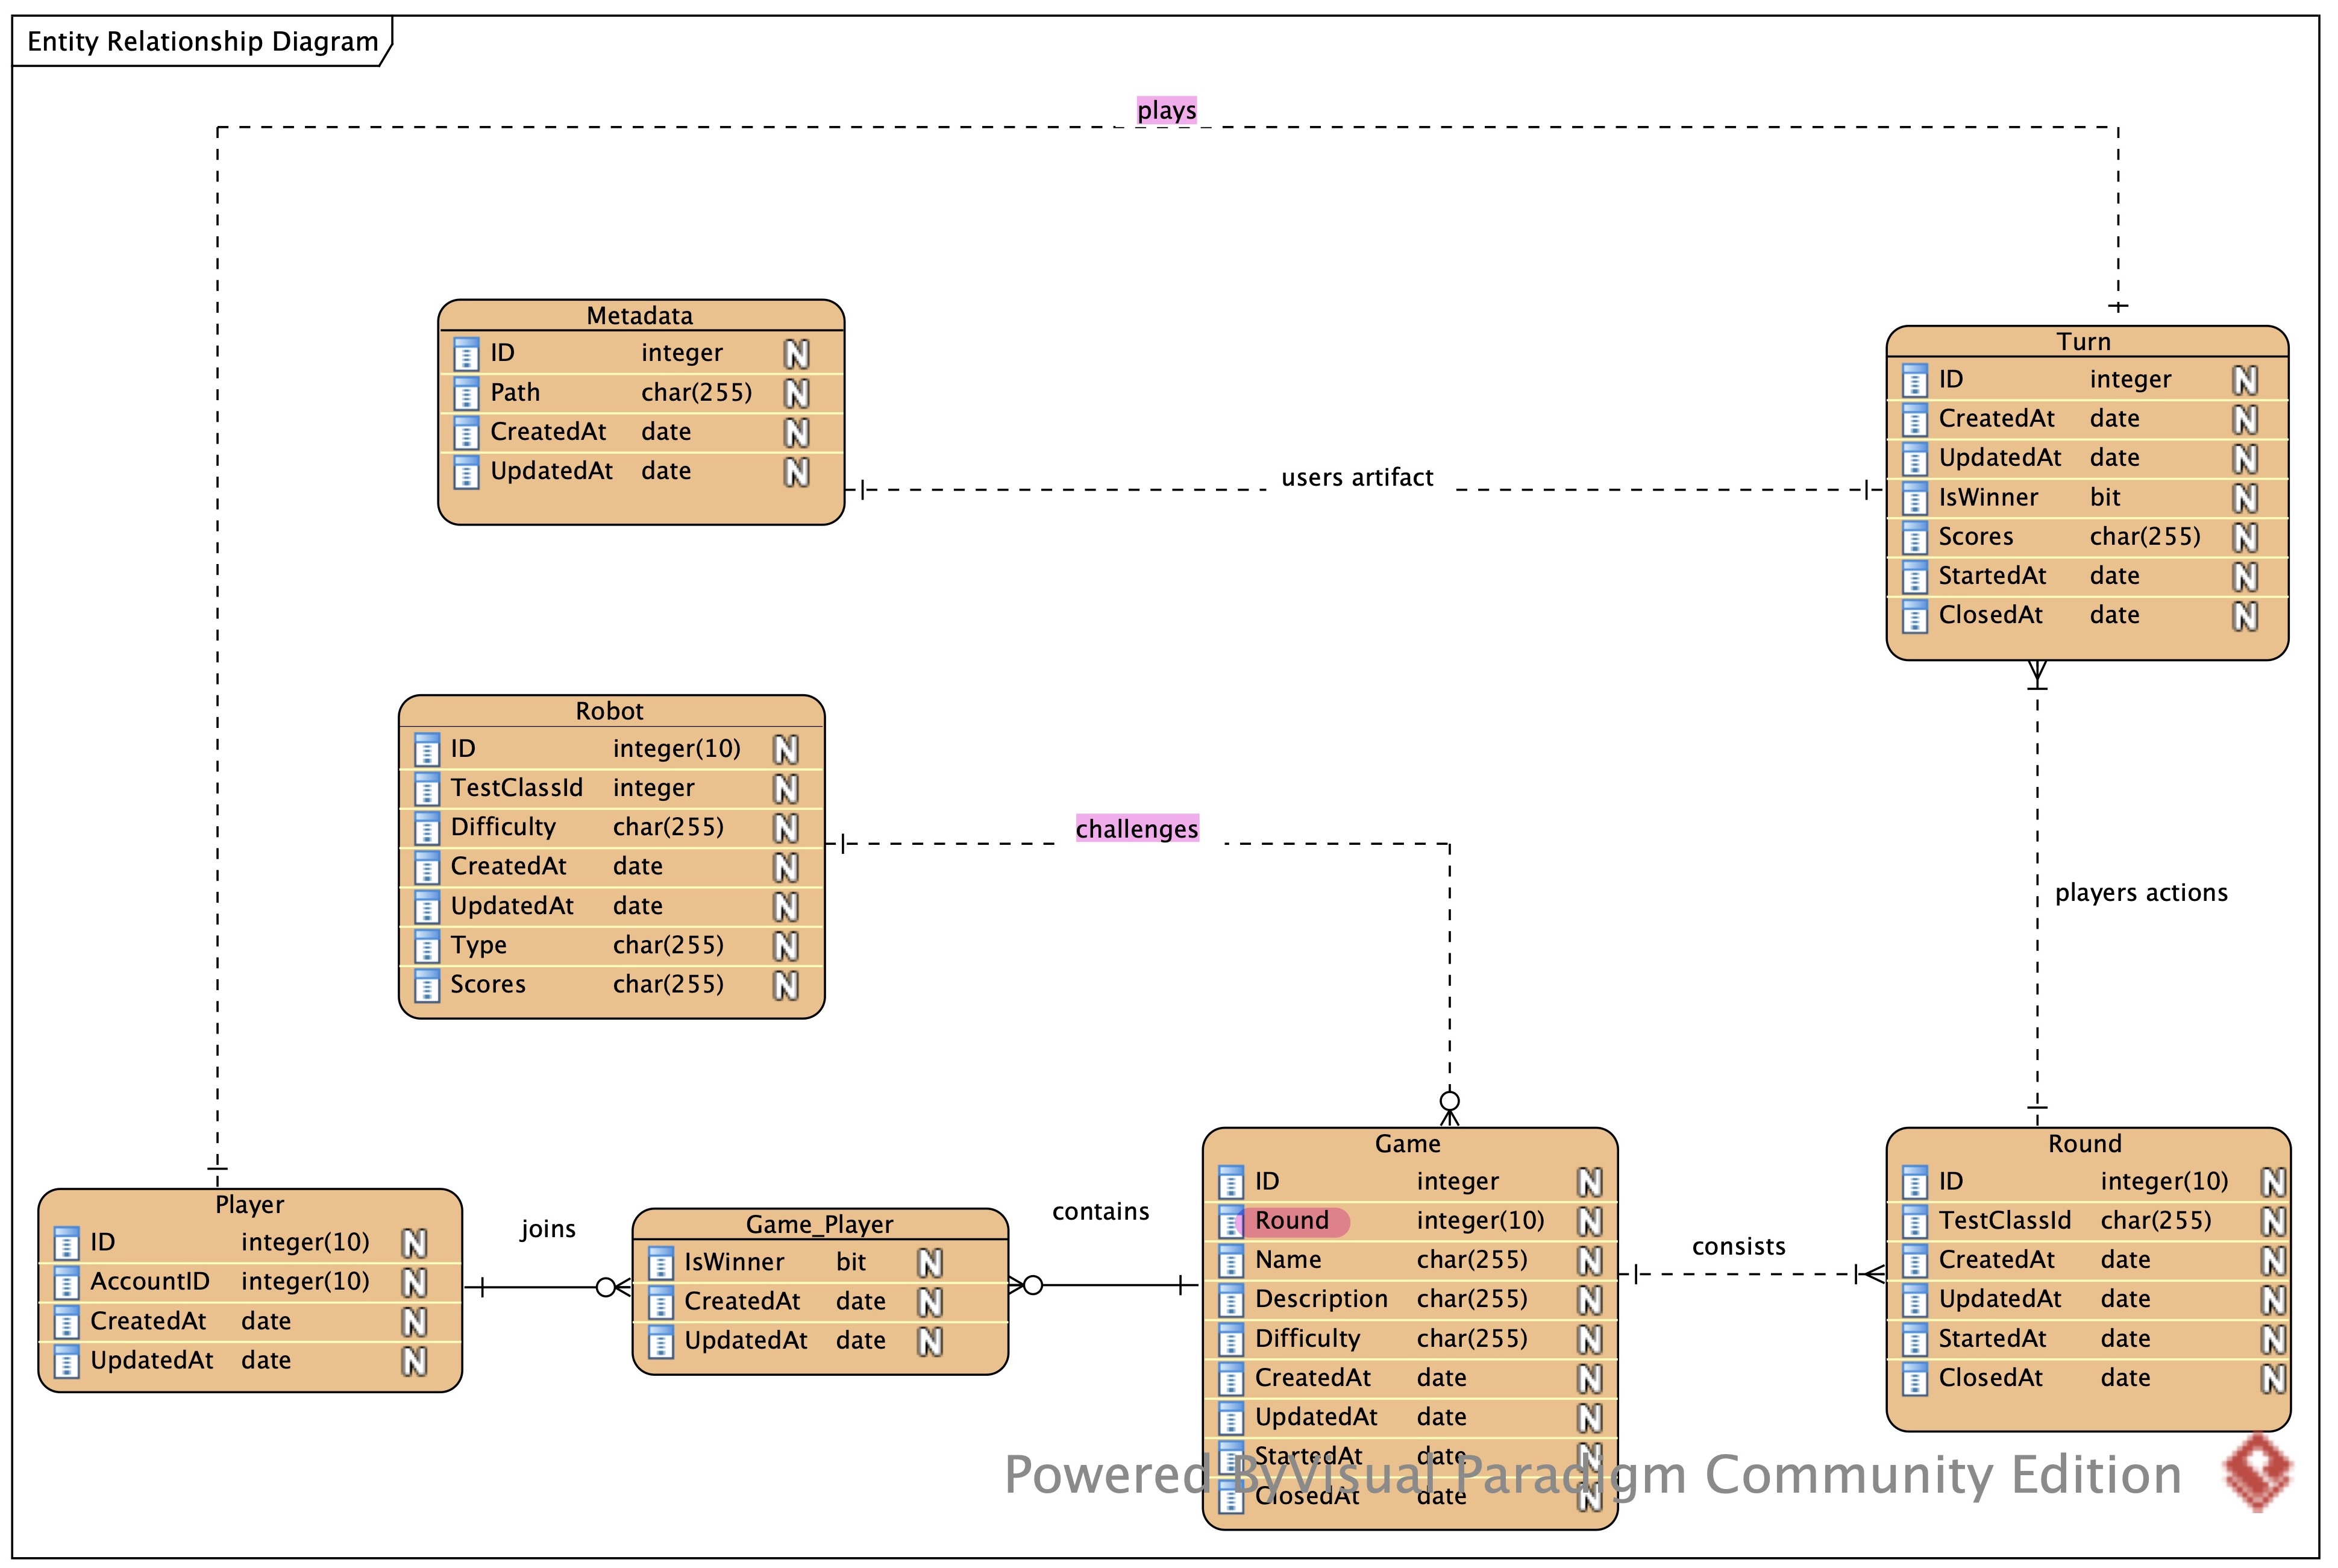 Entity Relationship Diagram
plays
Metadata
ID integer N
Path char(255) N
CreatedAt date N
UpdatedAt date N
users artifact
Turn
ID integer N
CreatedAt date N
UpdatedAt date N
IsWinner bit N
Scores char(255) N
StartedAt date N
ClosedAt date N
Robot
ID integer(10) N
TestClassId integer N
Difficulty char(255) N
CreatedAt date N
UpdatedAt date N
Type char(255) N
Scores char(255) N
challenges
players actions
Player
ID integer(10) N
AccountID integer(10) N
CreatedAt date N
UpdatedAt date N
joins
Game_Player
IsWinner bit N
CreatedAt date N
UpdatedAt date N
contains
Game
ID integer N
Round integer(10) N
Name char(255) N
Description char(255) N
Difficulty char(255) N
CreatedAt date N
UpdatedAt date N
StartedAt date N
ClosedAt date N
consists
Round
ID integer(10) N
TestClassId char(255) N
CreatedAt date N
UpdatedAt date N
StartedAt date N
ClosedAt date N
Powered ByVisual Paradigm Community Edition